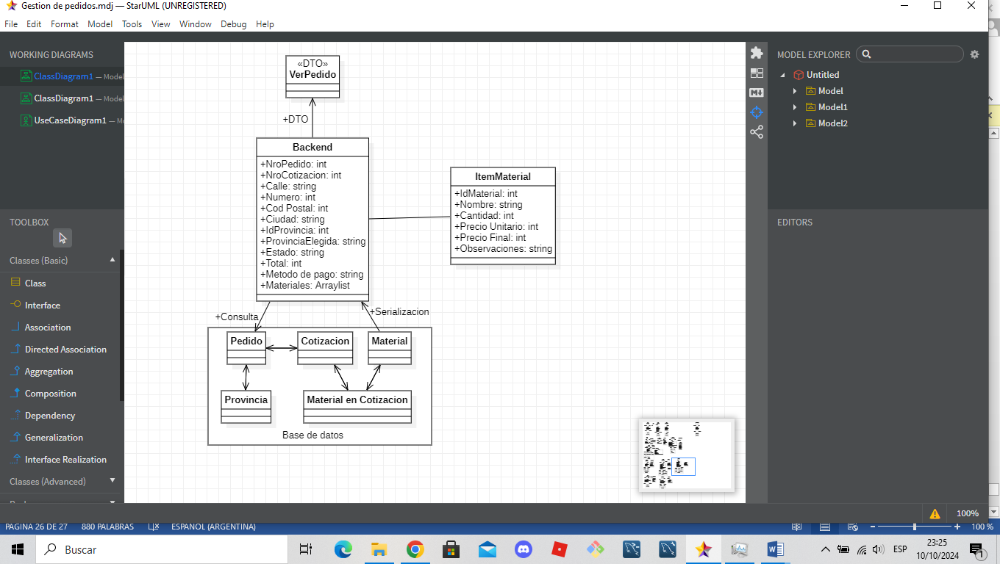 Gestion de pedidos.mdj — StarUML (UNREGISTERED)
File Edit Format Model Tools View Window Debug Help
WORKING DIAGRAMS
ClassDiagram1 — Model
ClassDiagram1 — Model
UseCaseDiagram1 —
TOOLBOX
Classes (Basic)
Class
Interface
Association
Directed Association
Aggregation
Composition
Dependency
Generalization
Interface Realization
Classes (Advanced)
«DTO»
VerPedido
+DTO
Backend
+NroPedido: int
+NroCotizacion: int
+Calle: string
+Numero: int
+Cod Postal: int
+Ciudad: string
+IdProvincia: int
+ProvinciaElegida: string
+Estado: string
+Total: int
+Metodo de pago: string
+Materiales: Arraylist
ItemMaterial
+IdMaterial: int
+Nombre: string
+Cantidad: int
+Precio Unitario: int
+Precio Final: int
+Observaciones: string
+Consulta
+Serializacion
Pedido
Cotizacion
Material
Provincia
Material en Cotizacion
Base de datos
M+
MODEL EXPLORER
Untitled
Model
Model1
Model2
EDITORS
100%
PÁGINA 26 DE 27 880 PALABRAS ESPAÑOL (ARGENTINA)
100 %
Buscar
ESP
23:25
10/10/2024
1